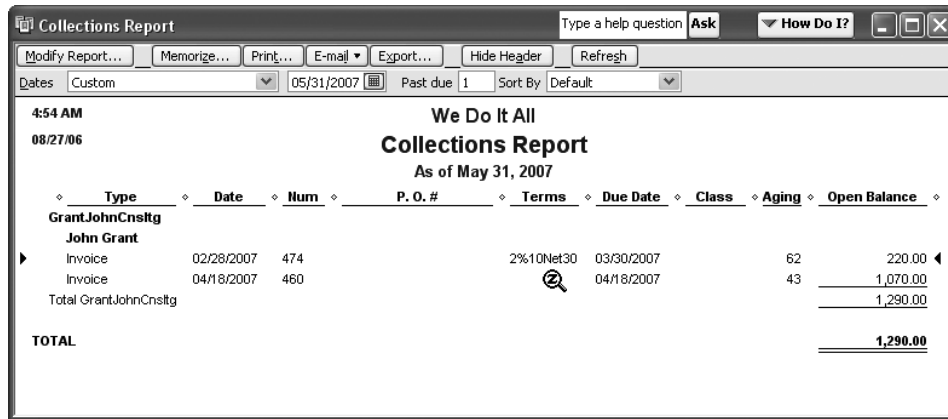 Collections Report Type a help question Ask How Do I?
Modify Report... Memorize... Print... E-mail Export... Hide Header Refresh
Dates Custom 05/31/2007 Past due 1 Sort By Default
4:54 AM We Do It All
08/27/06 Collections Report
As of May 31, 2007
Type Date Num P. O. # Terms Due Date Class Aging Open Balance
GrantJohnCnsltg
John Grant
Invoice 02/28/2007 474 2%10Net30 03/30/2007 62 220.00
Invoice 04/18/2007 460 04/18/2007 43 1,070.00
Total GrantJohnCnsltg 1,290.00
TOTAL 1,290.00